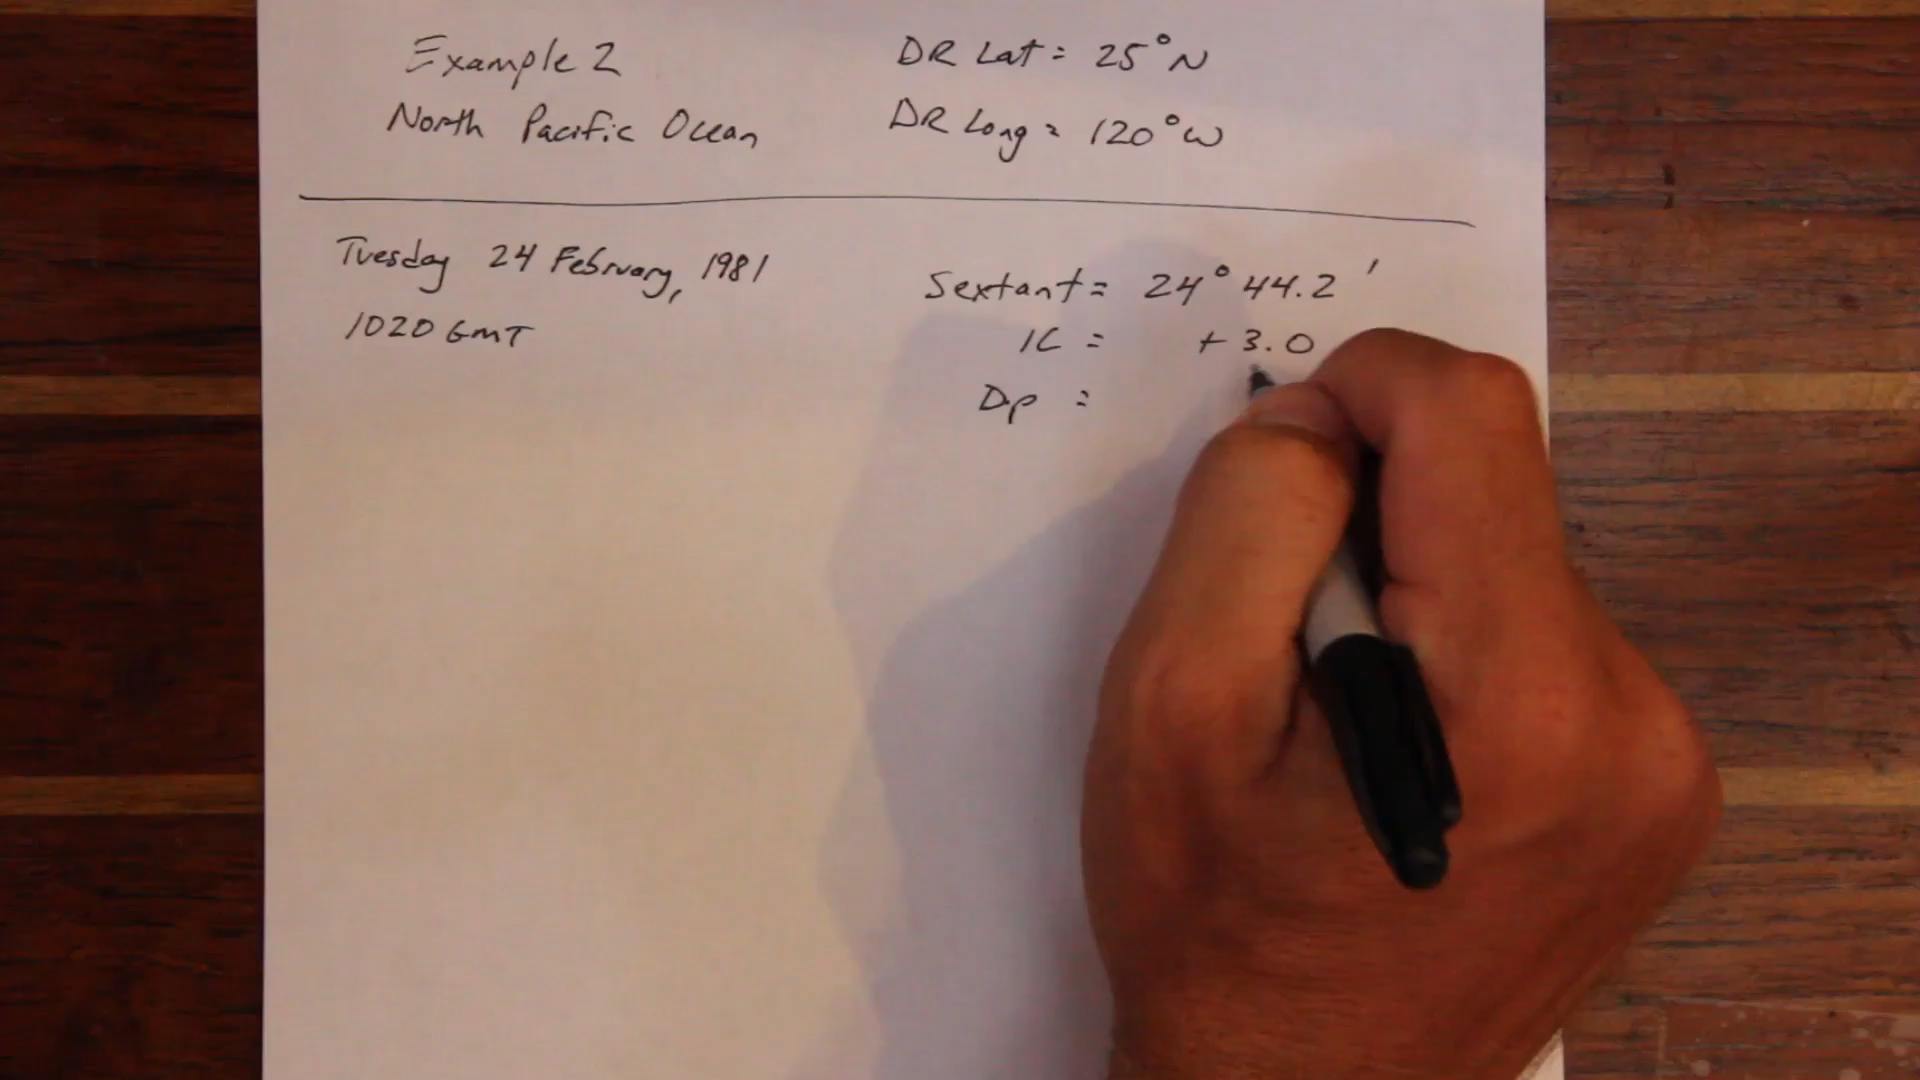 Example 2
North Pacific Ocean
DR Lat = 25° N
DR Long = 120° W
Tuesday 24 February, 1981
1020 GMT
Sextant = 24° 44.2'
IC = + 3.0
Dp =